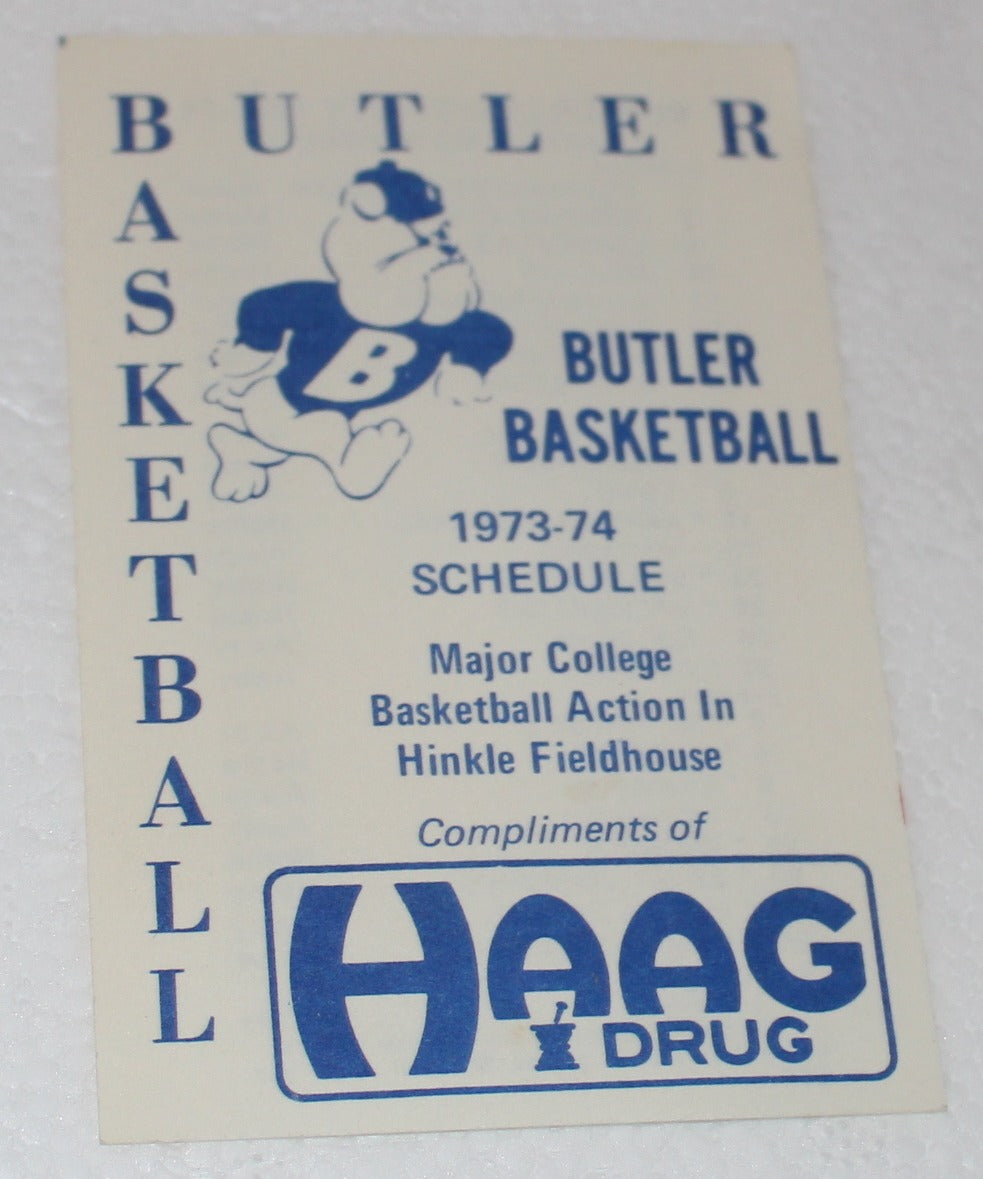 BUTLER
BASKETBALL
B
BUTLER
BASKETBALL
1973-74
SCHEDULE
Major College
Basketball Action In
Hinkle Fieldhouse
Compliments of
HAAG
DRUG